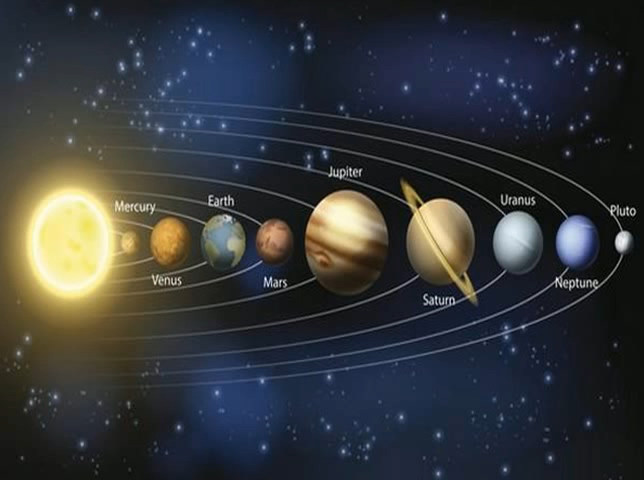 Mercury
Venus
Earth
Mars
Jupiter
Saturn
Uranus
Neptune
Pluto